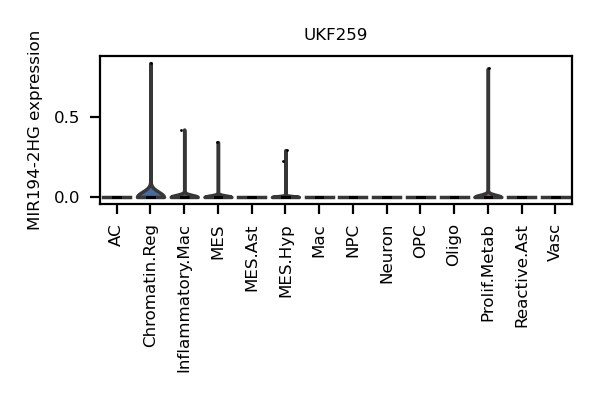 UKF259
MIR194-2HG expression
0.5
0.0
AC
Chromatin.Reg
Inflammatory.Mac
MES
MES.Ast
MES.Hyp
Mac
NPC
Neuron
OPC
Oligo
Prolif.Metab
Reactive.Ast
Vasc